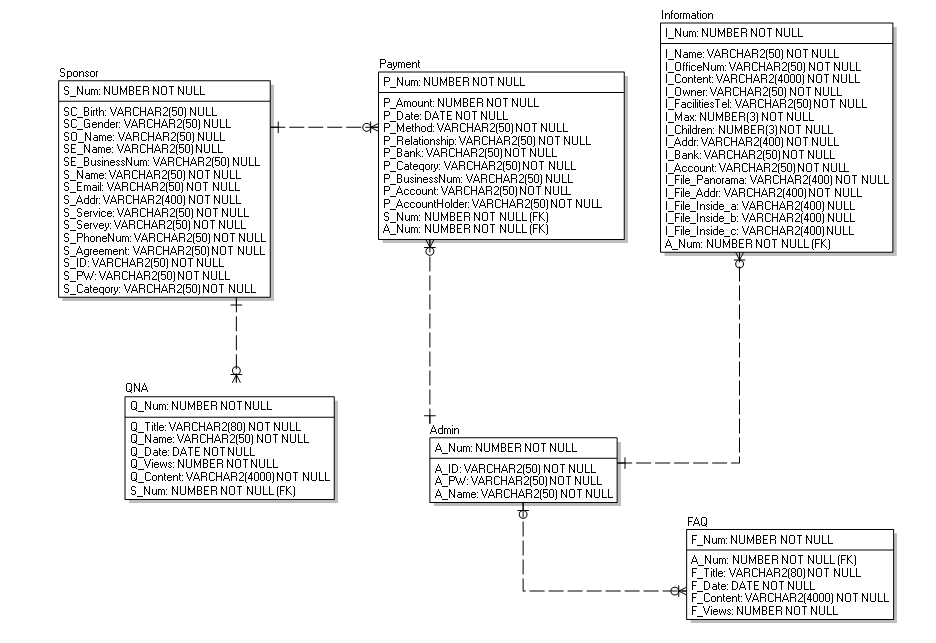 Sponsor
S_Num: NUMBER NOT NULL
SC_Birth: VARCHAR2(50) NULL
SC_Gender: VARCHAR2(50) NULL
SO_Name: VARCHAR2(50) NULL
SE_Name: VARCHAR2(50) NULL
SE_BusinessNum: VARCHAR2(50) NULL
S_Name: VARCHAR2(50) NOT NULL
S_Email: VARCHAR2(50) NOT NULL
S_Addr: VARCHAR2(400) NOT NULL
S_Service: VARCHAR2(50) NOT NULL
S_Servey: VARCHAR2(50) NOT NULL
S_PhoneNum: VARCHAR2(50) NOT NULL
S_Agreement: VARCHAR2(50) NOT NULL
S_ID: VARCHAR2(50) NOT NULL
S_PW: VARCHAR2(50) NOT NULL
S_Category: VARCHAR2(50) NOT NULL
Payment
P_Num: NUMBER NOT NULL
P_Amount: NUMBER NOT NULL
P_Date: DATE NOT NULL
P_Method: VARCHAR2(50) NOT NULL
P_Relationship: VARCHAR2(50) NOT NULL
P_Bank: VARCHAR2(50) NOT NULL
P_Category: VARCHAR2(50) NOT NULL
P_BusinessNum: VARCHAR2(50) NOT NULL
P_Account: VARCHAR2(50) NOT NULL
P_AccountHolder: VARCHAR2(50) NOT NULL
S_Num: NUMBER NOT NULL (FK)
A_Num: NUMBER NOT NULL (FK)
Information
I_Num: NUMBER NOT NULL
I_Name: VARCHAR2(50) NOT NULL
I_OfficeNum: VARCHAR2(50) NOT NULL
I_Content: VARCHAR2(4000) NOT NULL
I_Owner: VARCHAR2(50) NOT NULL
I_FacilitiesTel: VARCHAR2(50) NOT NULL
I_Max: NUMBER(3) NOT NULL
I_Children: NUMBER(3) NOT NULL
I_Addr: VARCHAR2(400) NOT NULL
I_Bank: VARCHAR2(50) NOT NULL
I_Account: VARCHAR2(50) NOT NULL
I_File_Panorama: VARCHAR2(400) NOT NULL
I_File_Addr: VARCHAR2(400) NOT NULL
I_File_Inside_a: VARCHAR2(400) NOT NULL
I_File_Inside_b: VARCHAR2(400) NOT NULL
I_File_Inside_c: VARCHAR2(400) NULL
A_Num: NUMBER NOT NULL (FK)
QNA
Q_Num: NUMBER NOT NULL
Q_Title: VARCHAR2(80) NOT NULL
Q_Name: VARCHAR2(50) NOT NULL
Q_Date: DATE NOT NULL
Q_Views: NUMBER NOT NULL
Q_Content: VARCHAR2(4000) NOT NULL
S_Num: NUMBER NOT NULL (FK)
Admin
A_Num: NUMBER NOT NULL
A_ID: VARCHAR2(50) NOT NULL
A_PW: VARCHAR2(50) NOT NULL
A_Name: VARCHAR2(50) NOT NULL
FAQ
F_Num: NUMBER NOT NULL
A_Num: NUMBER NOT NULL (FK)
F_Title: VARCHAR2(80) NOT NULL
F_Date: DATE NOT NULL
F_Content: VARCHAR2(4000) NOT NULL
F_Views: NUMBER NOT NULL